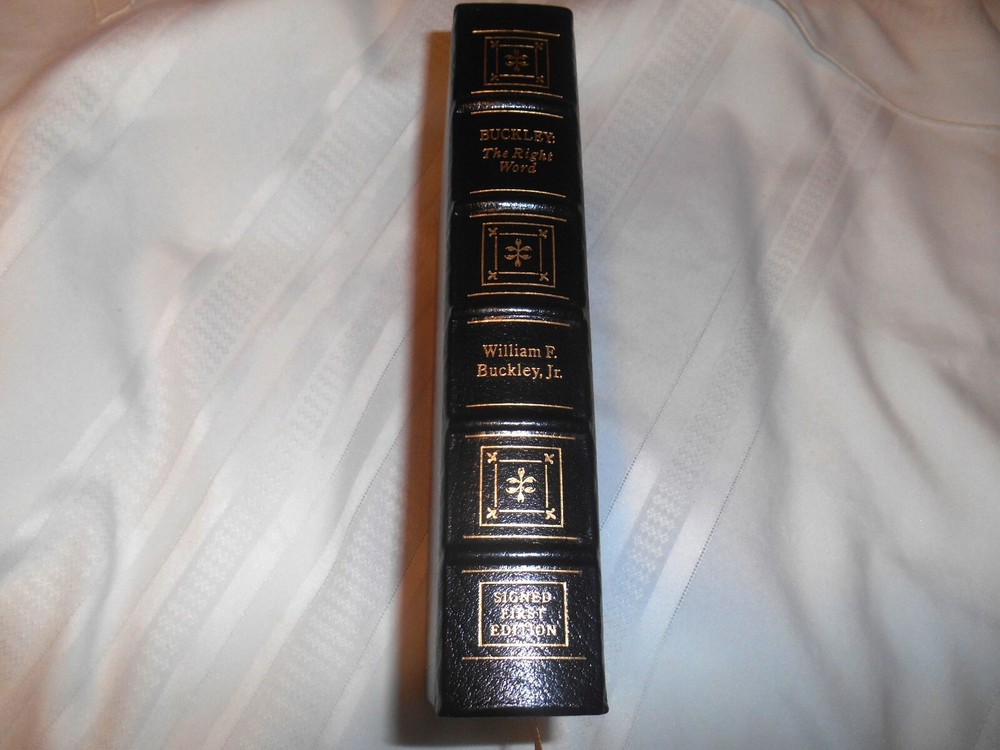 BUCKLEY:
The Right
Word
William F.
Buckley, Jr.
SIGNED
FIRST
EDITION